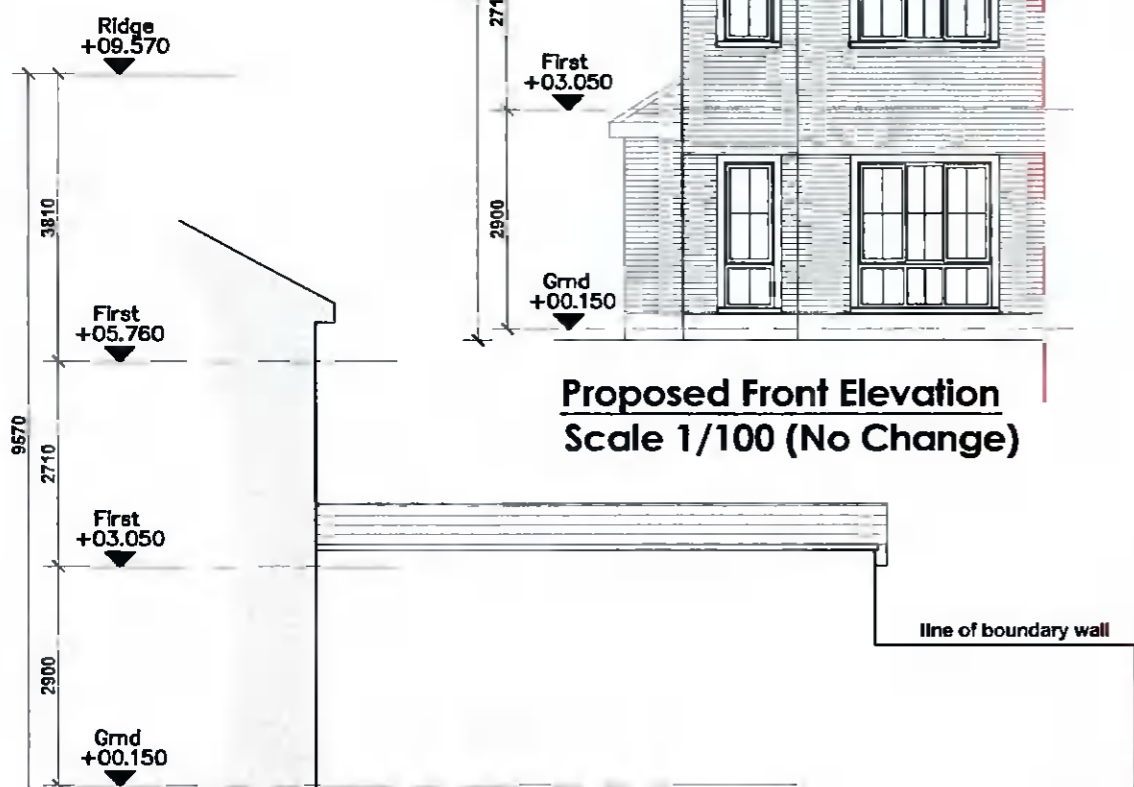 Ridge
+09.570
3810
First
+05.760
9570
2710
First
+03.050
2900
Grnd
+00.150
271
First
+03.050
2900
Grnd
+00.150
Proposed Front Elevation
Scale 1/100 (No Change)
line of boundary wall